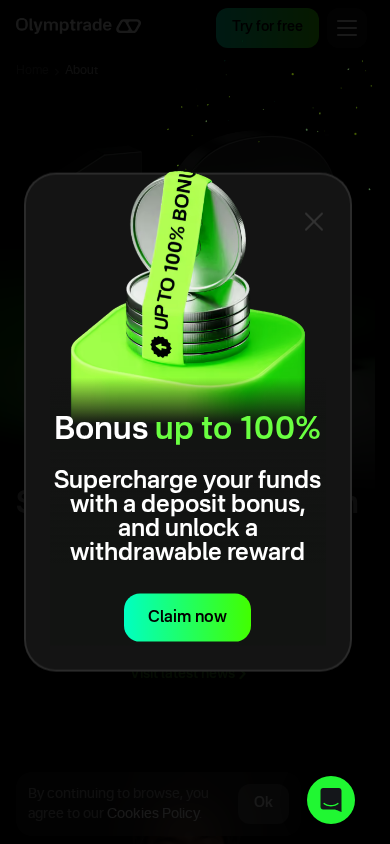 Olymptrade
Try for free
Home
About
UP TO 100% BONU
Bonus up to 100%
Supercharge your funds
with a deposit bonus,
and unlock a
withdrawable reward
Claim now
Visit latest news
By continuing to browse, you
agree to our Cookies Policy
Ok